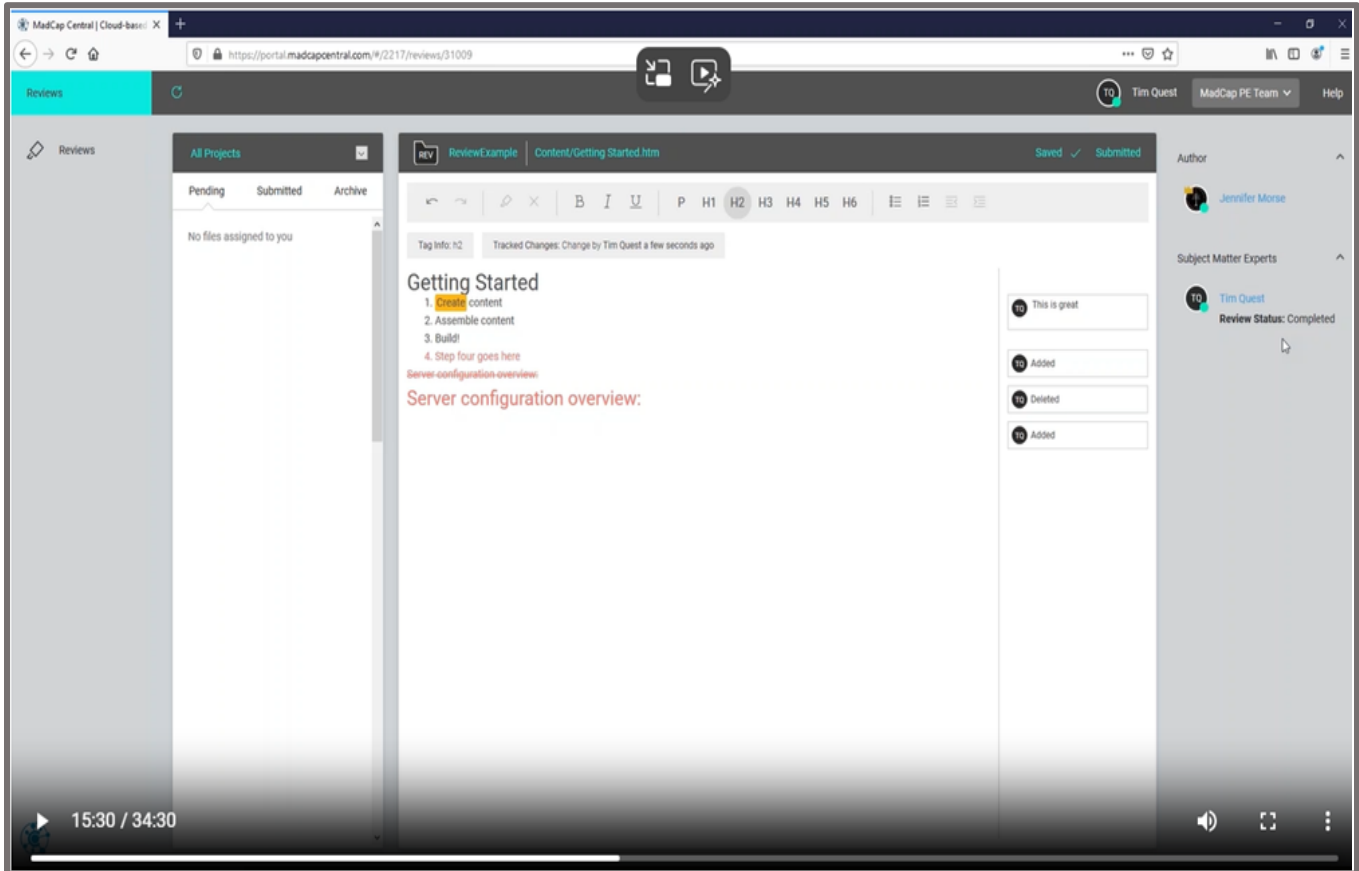 MadCap Central | Cloud-based
https://portal.madcapcentral.com/#/2217/reviews/31009
Reviews
TQ
Tim Quest
MadCap PE Team
Help
Reviews
All Projects
Pending Submitted Archive
No files assigned to you
REV ReviewExample Content/Getting Started.htm Saved Submitted
B I U P H1 H2 H3 H4 H5 H6
Tag Info: h2 Tracked Changes: Change by Tim Quest a few seconds ago
Getting Started
1. Create content
2. Assemble content
3. Build!
4. Step four goes here
Server configuration overview:
Server configuration overview:
TQ This is great
TQ Added
TQ Deleted
TQ Added
Author
Jennifer Morse
Subject Matter Experts
TQ Tim Quest
Review Status: Completed
15:30 / 34:30